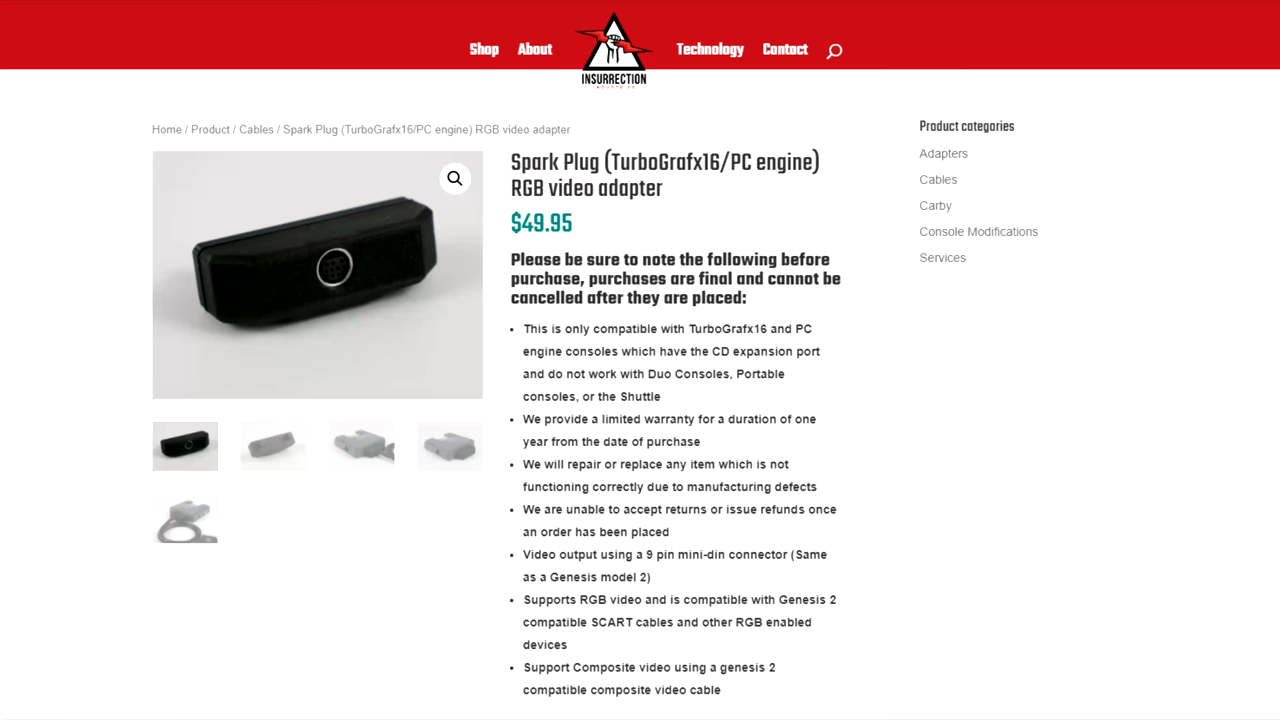 Shop About Technology Contact
INSURRECTION
INDUSTRIES
Home / Product / Cables / Spark Plug (TurboGrafx16/PC engine) RGB video adapter
Spark Plug (TurboGrafx16/PC engine)
RGB video adapter
$49.95
Please be sure to note the following before
purchase, purchases are final and cannot be
cancelled after they are placed:
• This is only compatible with TurboGrafx16 and PC
engine consoles which have the CD expansion port
and do not work with Duo Consoles, Portable
consoles, or the Shuttle
• We provide a limited warranty for a duration of one
year from the date of purchase
• We will repair or replace any item which is not
functioning correctly due to manufacturing defects
• We are unable to accept returns or issue refunds once
an order has been placed
• Video output using a 9 pin mini-din connector (Same
as a Genesis model 2)
• Supports RGB video and is compatible with Genesis 2
compatible SCART cables and other RGB enabled
devices
• Support Composite video using a genesis 2
compatible composite video cable
Product categories
Adapters
Cables
Carby
Console Modifications
Services